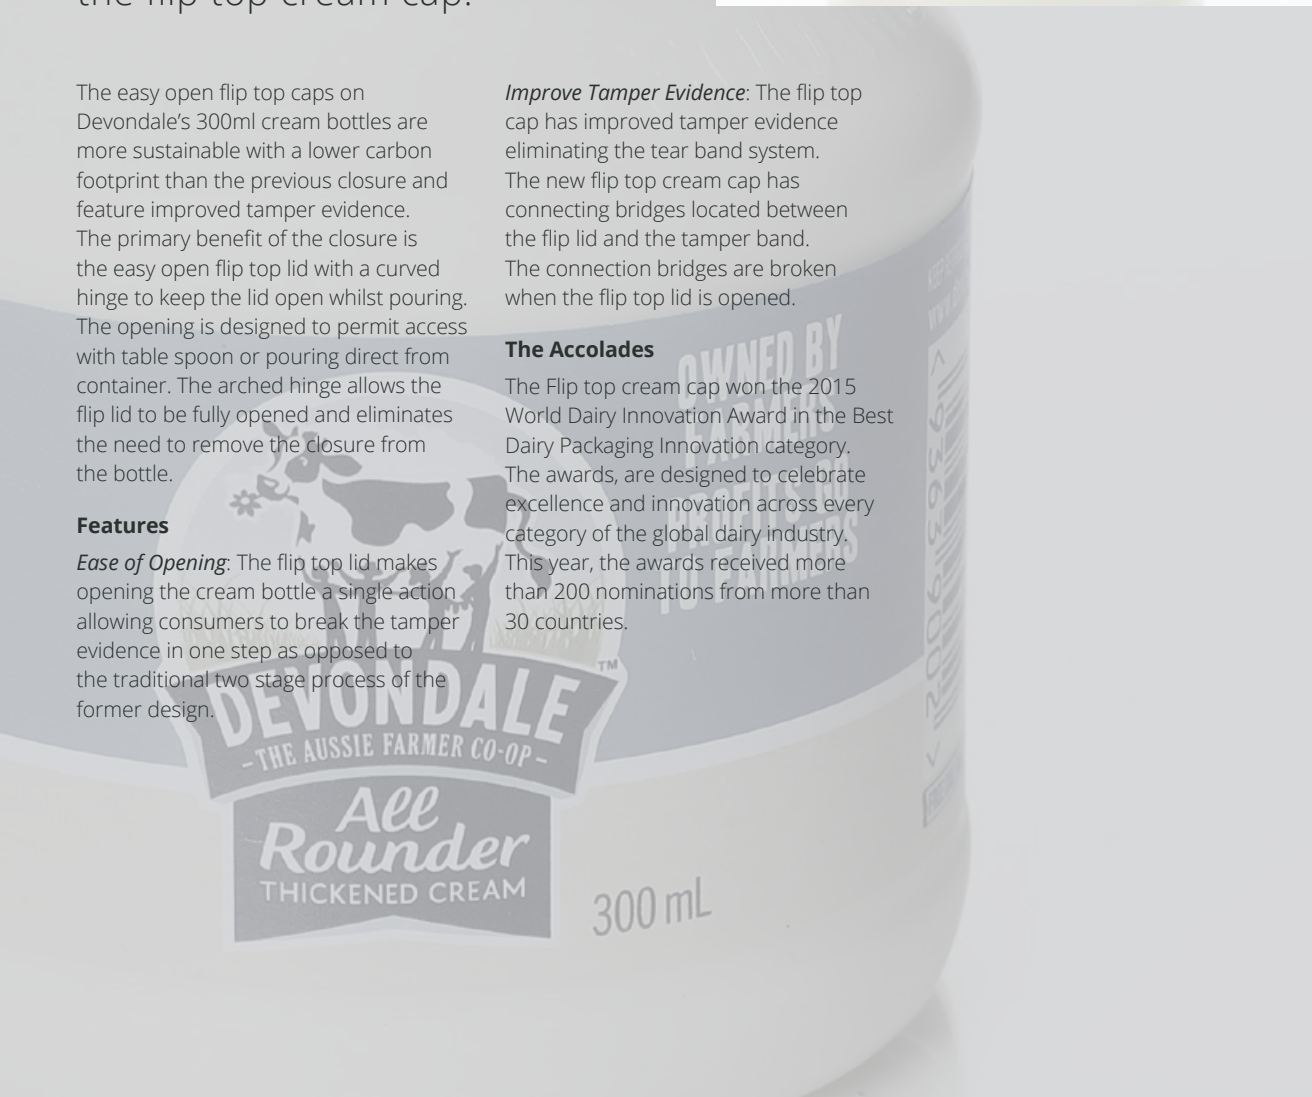 the flip top cream cap.
The easy open flip top caps on
Devondale’s 300ml cream bottles are
more sustainable with a lower carbon
footprint than the previous closure and
feature improved tamper evidence.
The primary benefit of the closure is
the easy open flip top lid with a curved
hinge to keep the lid open whilst pouring.
The opening is designed to permit access
with table spoon or pouring direct from
container. The arched hinge allows the
flip lid to be fully opened and eliminates
the need to remove the closure from
the bottle.
Features
Ease of Opening: The flip top lid makes
opening the cream bottle a single action
allowing consumers to break the tamper
evidence in one step as opposed to
the traditional two stage process of the
former design.
Improve Tamper Evidence: The flip top
cap has improved tamper evidence
eliminating the tear band system.
The new flip top cream cap has
connecting bridges located between
the flip lid and the tamper band.
The connection bridges are broken
when the flip top lid is opened.
The Accolades
The Flip top cream cap won the 2015
World Dairy Innovation Award in the Best
Dairy Packaging Innovation category.
The awards, are designed to celebrate
excellence and innovation across every
category of the global dairy industry.
This year, the awards received more
than 200 nominations from more than
30 countries.
OWNED BY
FARMERS
PROFITS GO
TO FARMERS
DEVONDALE
TM
-THE AUSSIE FARMER CO-OP-
All
Rounder
THICKENED CREAM
300 mL